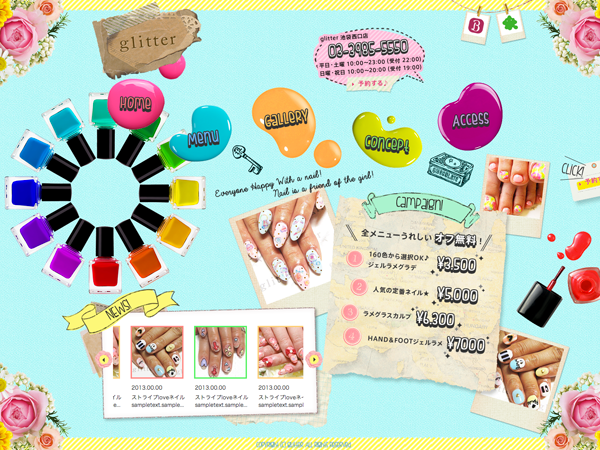 glitter
glitter 池袋西口店
03-3985-5550
平日・土曜 10:00~23:00 (受付 22:00)
日曜・祝日 10:00~20:00 (受付 19:00)
予約する♪
B
HOME
MENU
GALLERY
CONCEPT
ACCESS
CLICK!
Everyone Happy With a nail!
Nail is a friend of the girl!
CAMPAIGN!
全メニューうれしい オフ無料!
1 160色から選択OK♪
ジェルラメグラデ ¥3,500
2 人気の定番ネイル★ ¥5,000
3 ラメグラスカルプ ¥6,300
4 HAND&FOOTジェルラメ ¥7000
NEWS!
2013.00.00
ストライプloveネイル
sampletext.sample...
2013.00.00
ストライプloveネイル
sampletext.sample...
2013.00.00
ストライプloveネ
sampletext.sampl